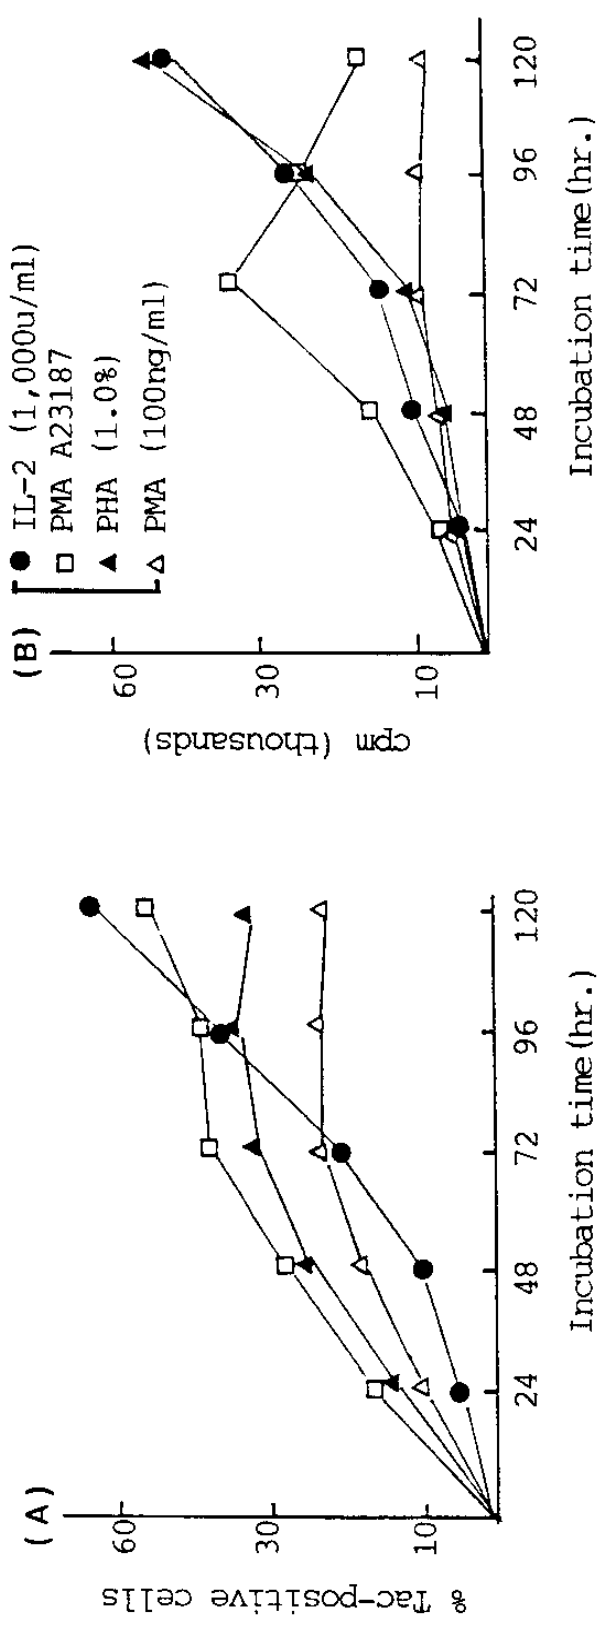 (A)
% Tac-positive cells
60
30
10
24 48 72 96 120
Incubation time(hr.)
(B)
IL-2 (1,000u/ml)
PMA A23187
PHA (1.0%)
PMA (100ng/ml)
cpm (thousands)
60
30
10
24 48 72 96 120
Incubation time(hr.)